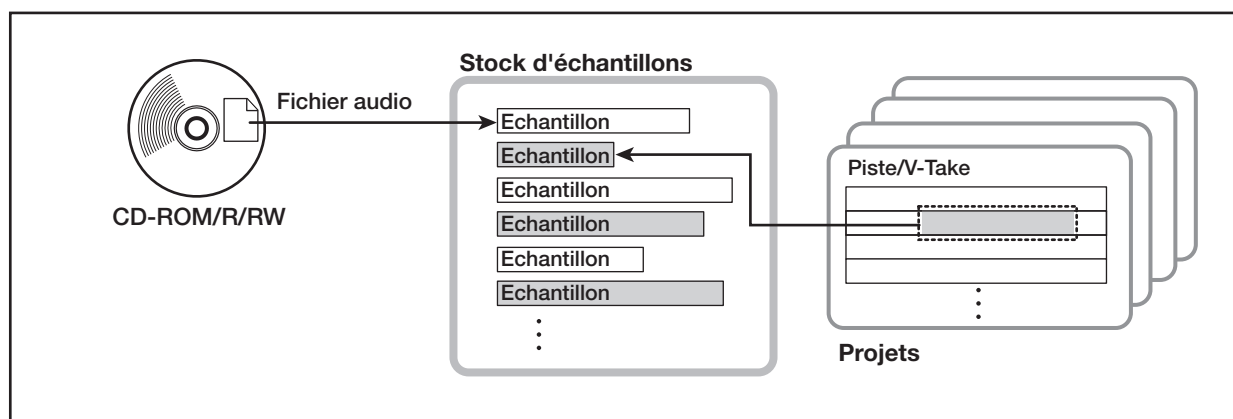 Stock d'échantillons
Fichier audio
Echantillon
Echantillon
Echantillon
Echantillon
Echantillon
Echantillon
CD-ROM/R/RW
Piste/V-Take
Projets